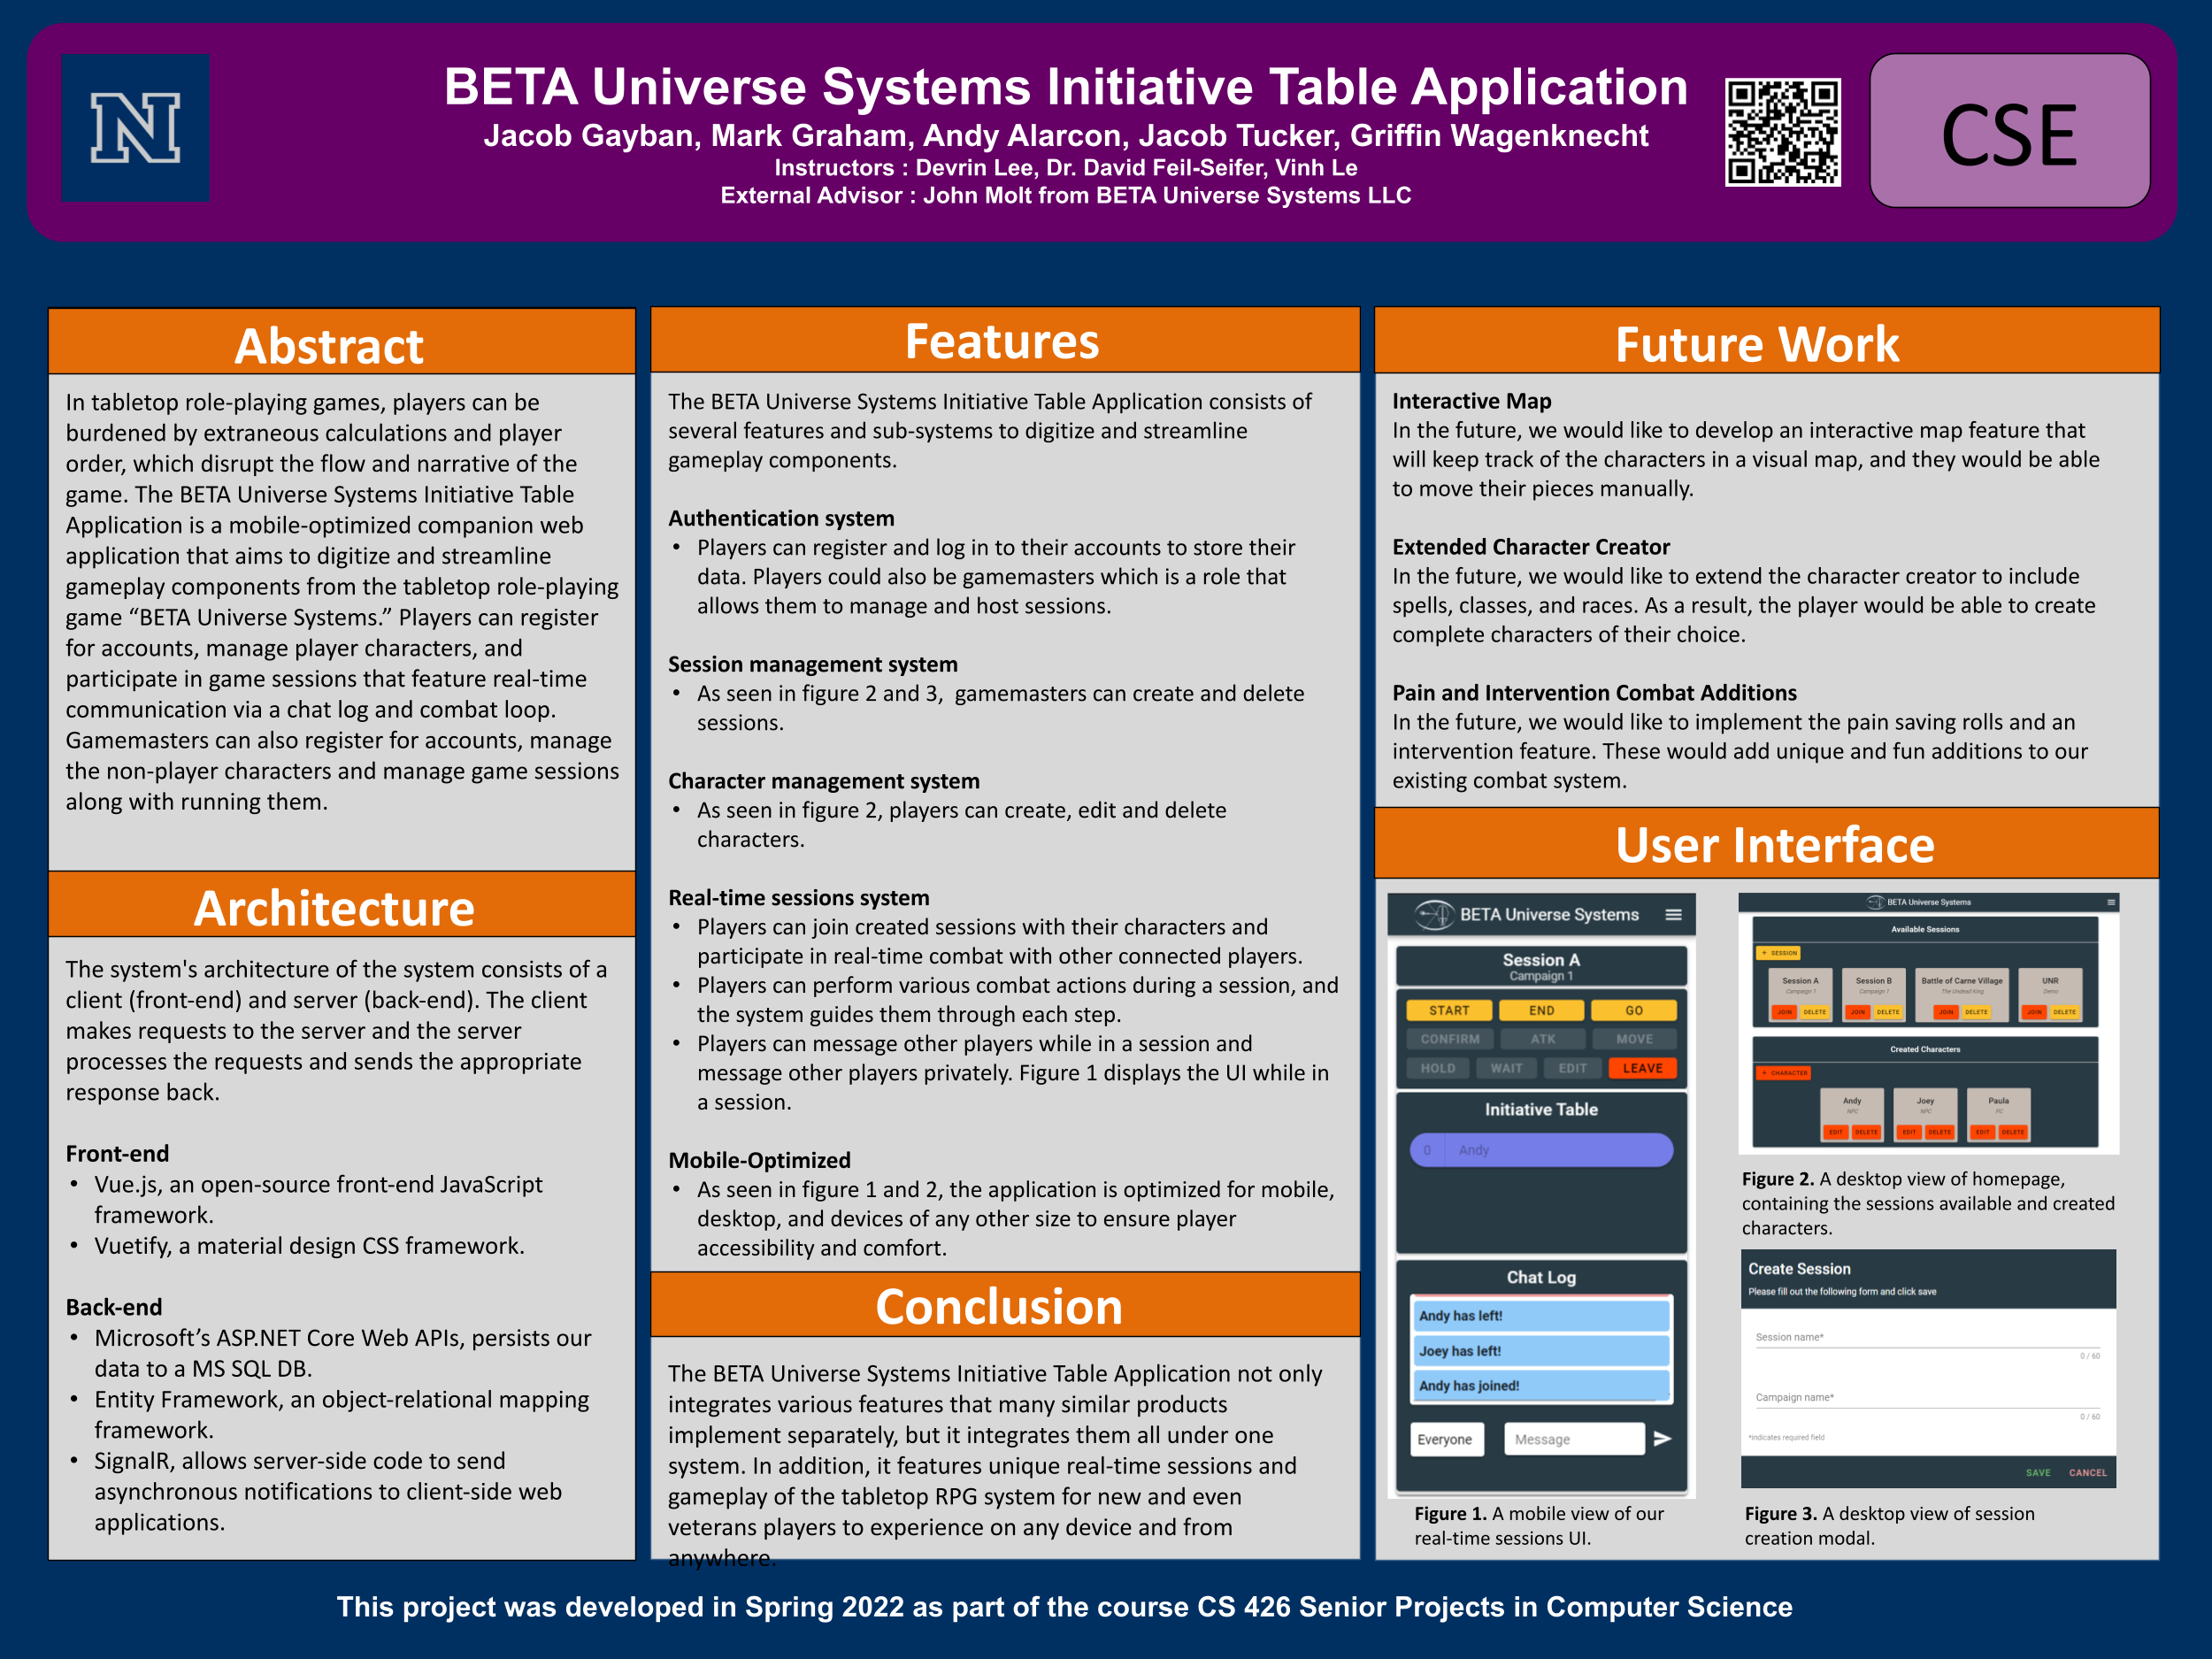 N
BETA Universe Systems Initiative Table Application
Jacob Gayban, Mark Graham, Andy Alarcon, Jacob Tucker, Griffin Wagenknecht
Instructors : Devrin Lee, Dr. David Feil-Seifer, Vinh Le
External Advisor : John Molt from BETA Universe Systems LLC
CSE
Abstract
In tabletop role-playing games, players can be
burdened by extraneous calculations and player
order, which disrupt the flow and narrative of the
game. The BETA Universe Systems Initiative Table
Application is a mobile-optimized companion web
application that aims to digitize and streamline
gameplay components from the tabletop role-playing
game “BETA Universe Systems.” Players can register
for accounts, manage player characters, and
participate in game sessions that feature real-time
communication via a chat log and combat loop.
Gamemasters can also register for accounts, manage
the non-player characters and manage game sessions
along with running them.
Architecture
The system's architecture of the system consists of a
client (front-end) and server (back-end). The client
makes requests to the server and the server
processes the requests and sends the appropriate
response back.
Front-end
• Vue.js, an open-source front-end JavaScript
framework.
• Vuetify, a material design CSS framework.
Back-end
• Microsoft’s ASP.NET Core Web APIs, persists our
data to a MS SQL DB.
• Entity Framework, an object-relational mapping
framework.
• SignalR, allows server-side code to send
asynchronous notifications to client-side web
applications.
Features
The BETA Universe Systems Initiative Table Application consists of
several features and sub-systems to digitize and streamline
gameplay components.
Authentication system
• Players can register and log in to their accounts to store their
data. Players could also be gamemasters which is a role that
allows them to manage and host sessions.
Session management system
• As seen in figure 2 and 3, gamemasters can create and delete
sessions.
Character management system
• As seen in figure 2, players can create, edit and delete
characters.
Real-time sessions system
• Players can join created sessions with their characters and
participate in real-time combat with other connected players.
• Players can perform various combat actions during a session, and
the system guides them through each step.
• Players can message other players while in a session and
message other players privately. Figure 1 displays the UI while in
a session.
Mobile-Optimized
• As seen in figure 1 and 2, the application is optimized for mobile,
desktop, and devices of any other size to ensure player
accessibility and comfort.
Conclusion
The BETA Universe Systems Initiative Table Application not only
integrates various features that many similar products
implement separately, but it integrates them all under one
system. In addition, it features unique real-time sessions and
gameplay of the tabletop RPG system for new and even
veterans players to experience on any device and from
anywhere.
Future Work
Interactive Map
In the future, we would like to develop an interactive map feature that
will keep track of the characters in a visual map, and they would be able
to move their pieces manually.
Extended Character Creator
In the future, we would like to extend the character creator to include
spells, classes, and races. As a result, the player would be able to create
complete characters of their choice.
Pain and Intervention Combat Additions
In the future, we would like to implement the pain saving rolls and an
intervention feature. These would add unique and fun additions to our
existing combat system.
User Interface
BETA Universe Systems
Session A
Campaign 1
START END GO
CONFIRM ATK MOVE
HOLD WAIT EDIT LEAVE
Initiative Table
0 Andy
Chat Log
Andy has left!
Joey has left!
Andy has joined!
Everyone Message
Figure 1. A mobile view of our
real-time sessions UI.
BETA Universe Systems
Available Sessions
+ SESSION
Session A Session B Battle of Carne Village UNR
Campaign 1 Campaign 1 The Undead King Demo
JOIN DELETE JOIN DELETE JOIN DELETE JOIN DELETE
Created Characters
+ CHARACTER
Andy Joey Paula
NPC NPC PC
EDIT DELETE EDIT DELETE EDIT DELETE
Figure 2. A desktop view of homepage,
containing the sessions available and created
characters.
Create Session
Please fill out the following form and click save
Session name*
0 / 60
Campaign name*
0 / 60
*indicates required field
SAVE CANCEL
Figure 3. A desktop view of session
creation modal.
This project was developed in Spring 2022 as part of the course CS 426 Senior Projects in Computer Science